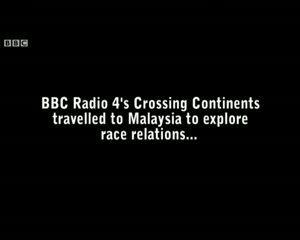 BBC
BBC Radio 4's Crossing Continents
travelled to Malaysia to explore
race relations...